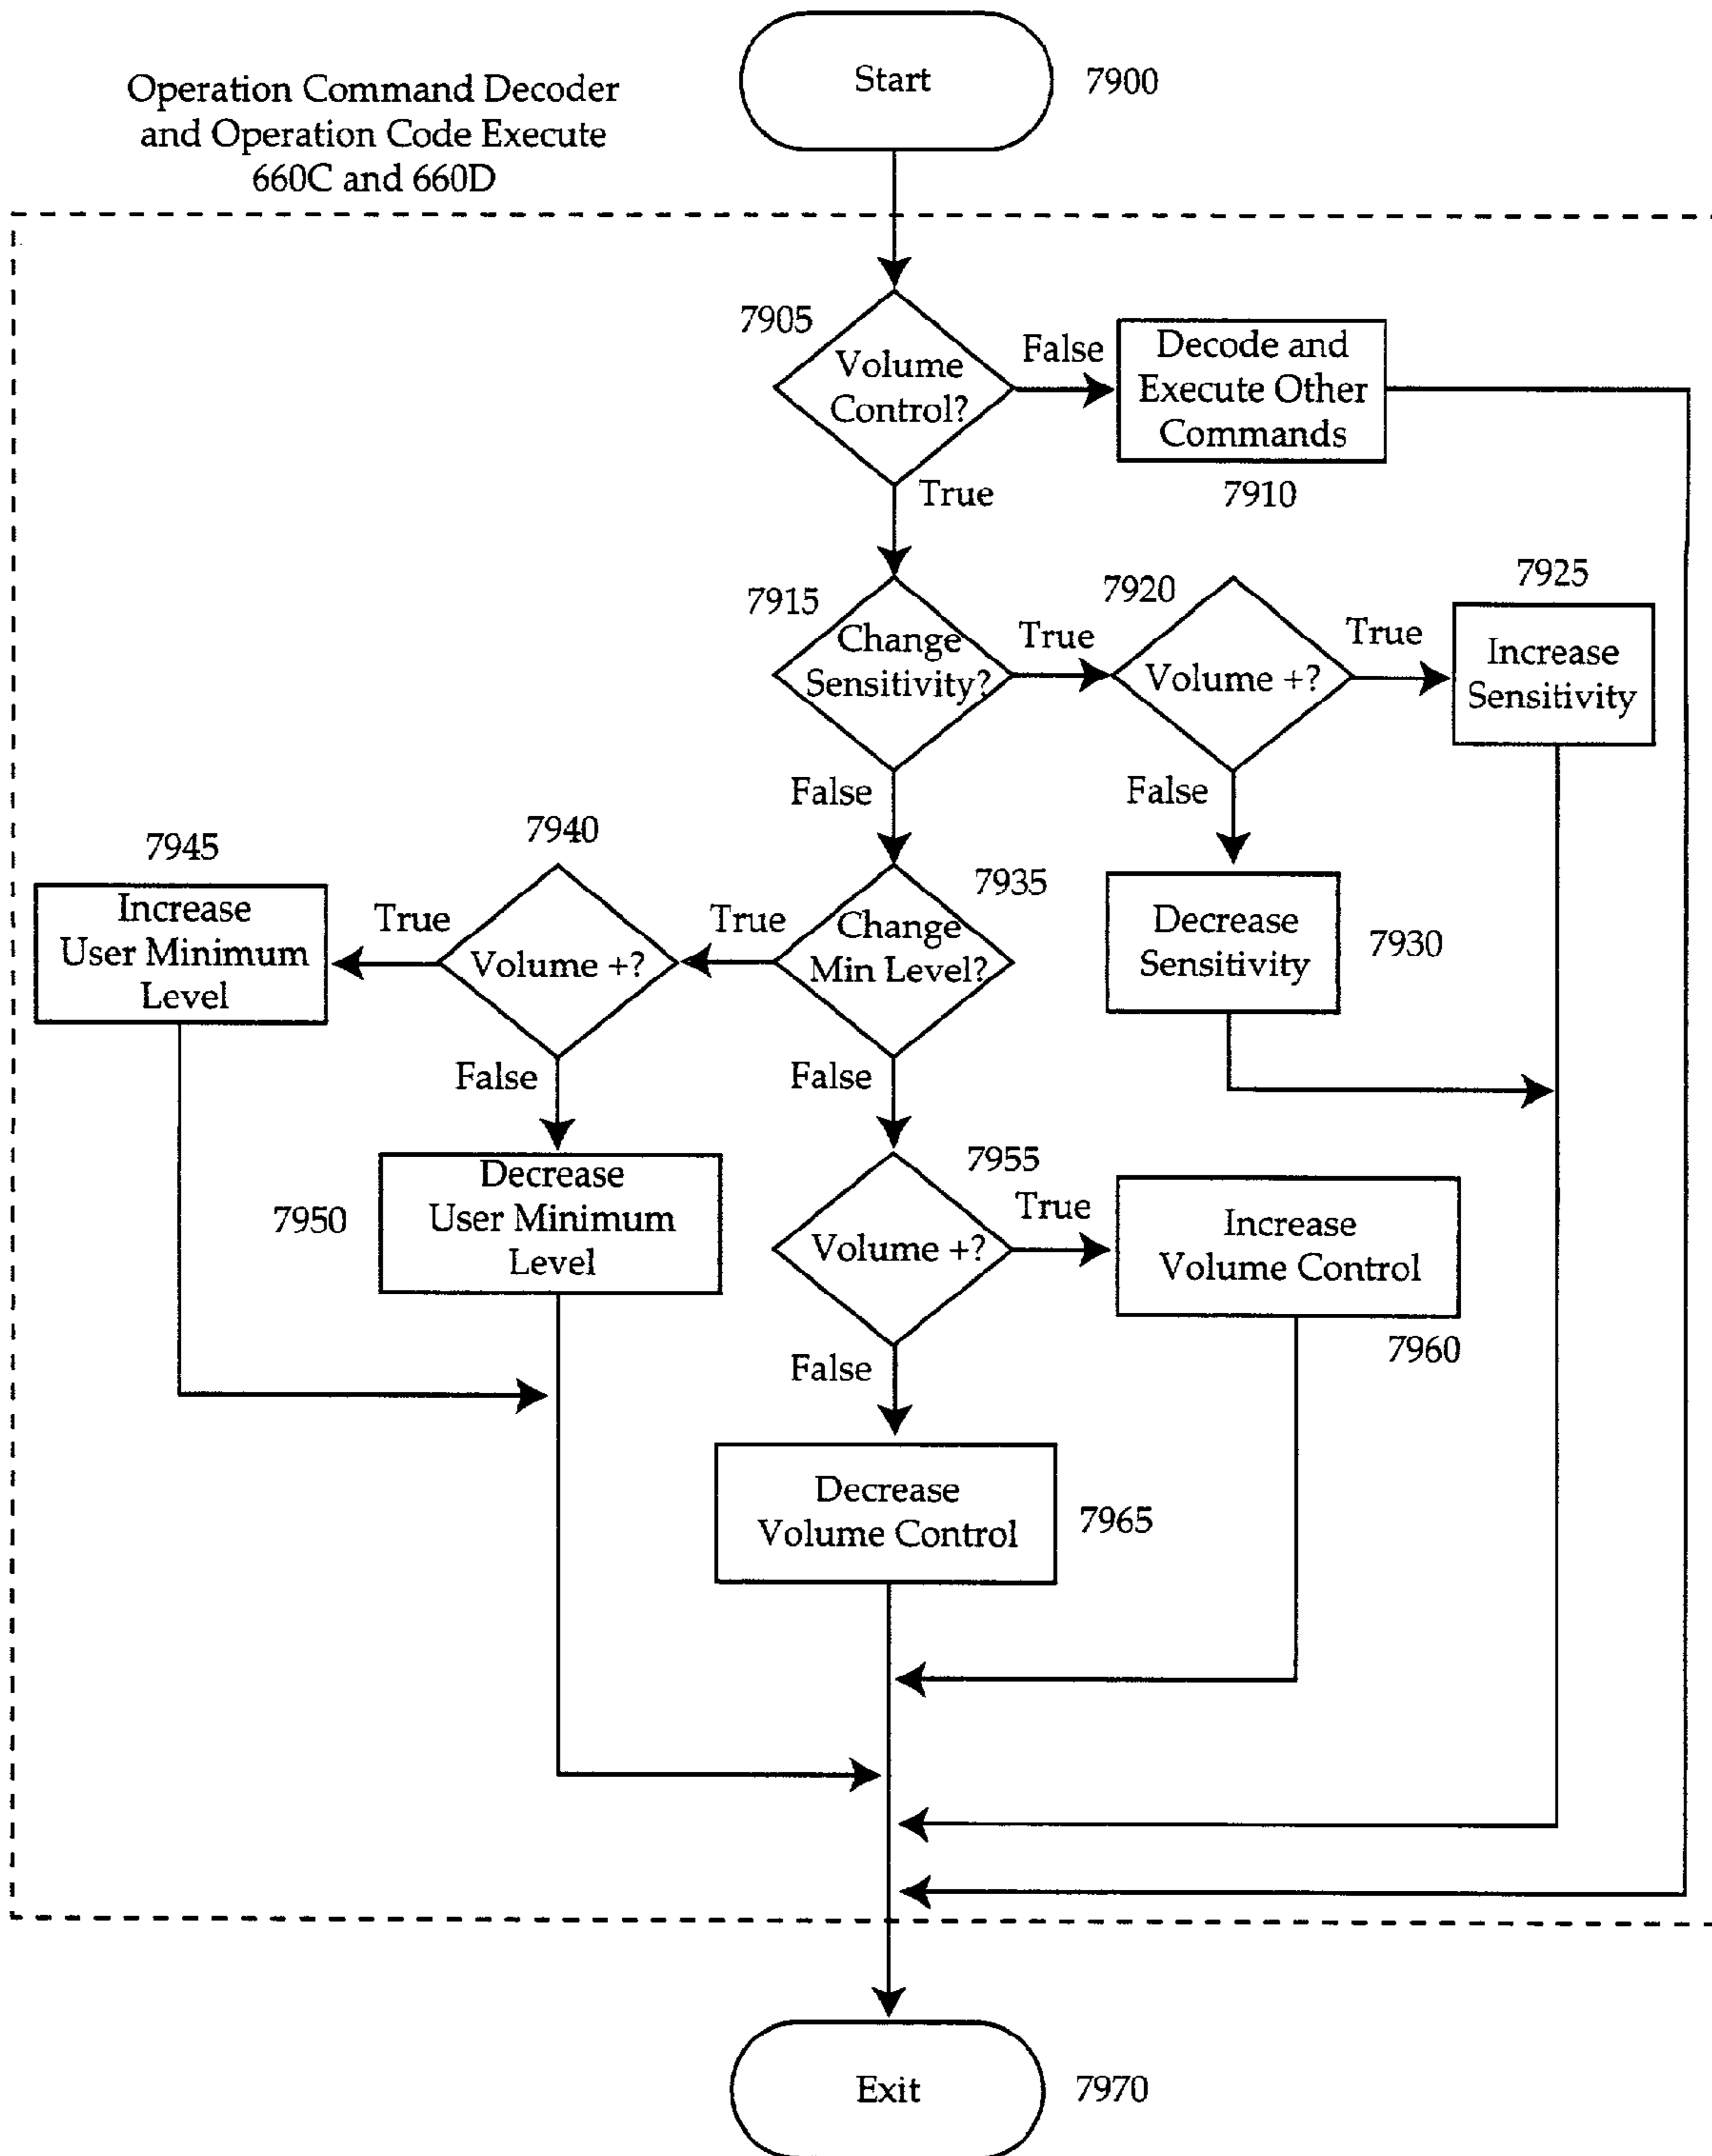 Start
7900
Operation Command Decoder
and Operation Code Execute
660C and 660D
7905
Volume
Control?
False
Decode and
Execute Other
Commands
7910
True
7915
Change
Sensitivity?
True
7920
Volume +?
True
7925
Increase
Sensitivity
False
False
7930
Decrease
Sensitivity
7935
Change
Min Level?
True
7940
Volume +?
True
7945
Increase
User Minimum
Level
False
7950
Decrease
User Minimum
Level
False
7955
Volume +?
True
Increase
Volume Control
7960
False
Decrease
Volume Control
7965
Exit
7970